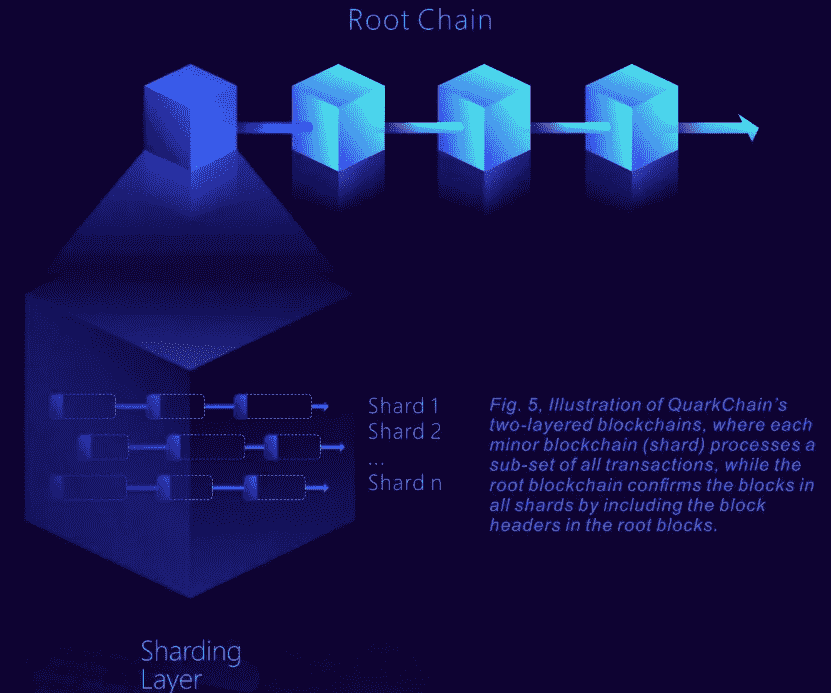 Root Chain
Shard 1
Shard 2
...
Shard n
Fig. 5, Illustration of QuarkChain's
two-layered blockchains, where each
minor blockchain (shard) processes a
sub-set of all transactions, while the
root blockchain confirms the blocks in
all shards by including the block
headers in the root blocks.
Sharding
Layer